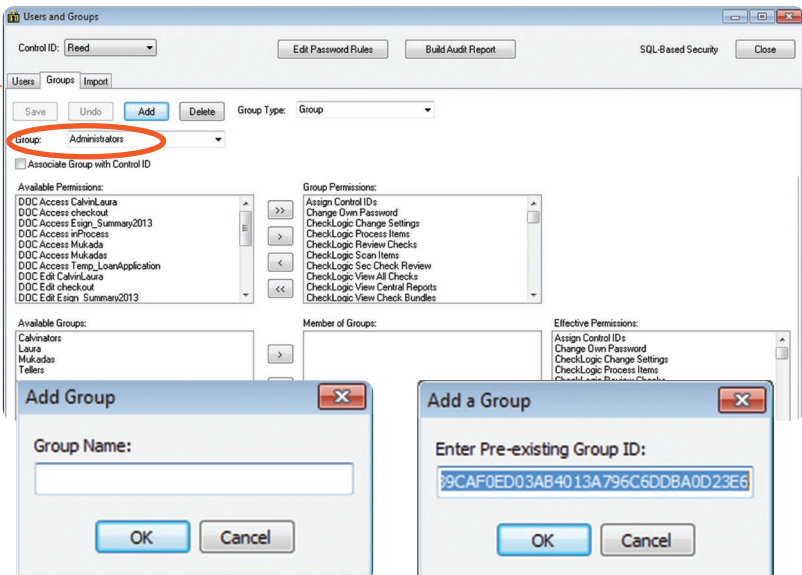 Users and Groups
Control ID: Reed
Edit Password Rules
Build Audit Report
SQL-Based Security
Close
Users
Groups
Import
Save
Undo
Add
Delete
Group Type: Group
Group: Administrators
Associate Group with Control ID
Available Permissions:
DOC Access CalvinLaura
DOC Access checkout
DOC Access Esign_Summary2013
DOC Access inProcess
DOC Access Mukada
DOC Access Mukadas
DOC Access Temp_LoanApplication
DOC Edit CalvinLaura
DOC Edit checkout
DOC Edit Esign_Summary2013
>>
>
<
<<
Group Permissions:
Assign Control IDs
Change Own Password
CheckLogic Change Settings
CheckLogic Process Items
CheckLogic Review Checks
CheckLogic Scan Items
CheckLogic Sec Check Review
CheckLogic View All Checks
CheckLogic View Central Reports
CheckLogic View Check Bundles
Available Groups:
Calvinators
Laura
Mukadas
Tellers
>
Member of Groups:
Effective Permissions:
Assign Control IDs
Change Own Password
CheckLogic Change Settings
CheckLogic Process Items
CheckLogic Review Checks
Add Group
Group Name:
OK
Cancel
Add a Group
Enter Pre-existing Group ID:
39CAF0ED03AB4013A796C6DDBA0D23E6
OK
Cancel